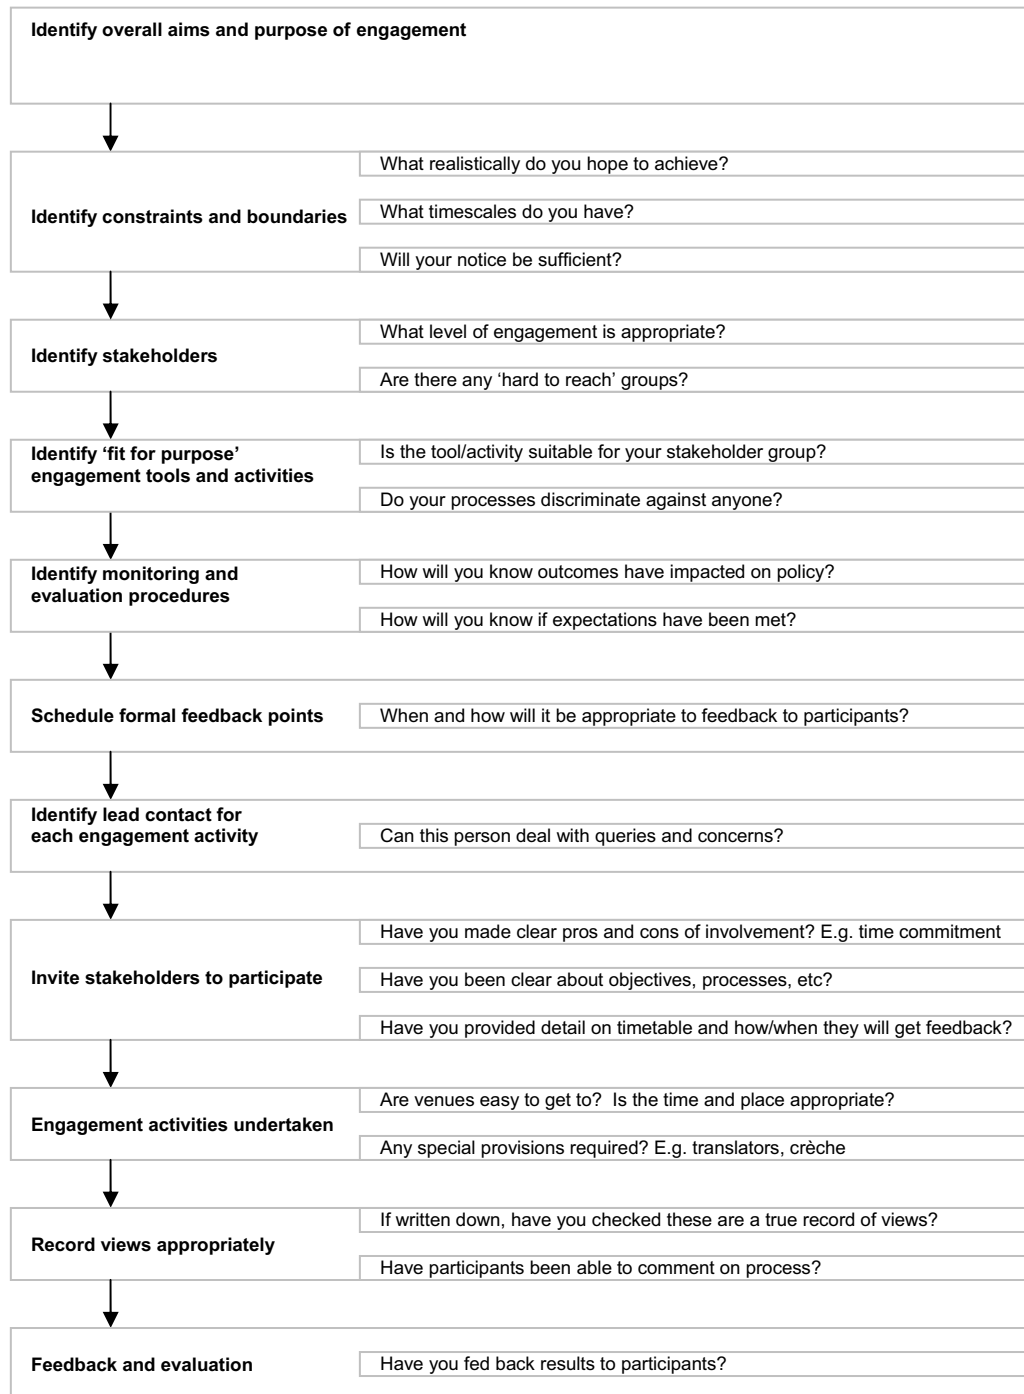 Identify overall aims and purpose of engagement
Identify constraints and boundaries
What realistically do you hope to achieve?
What timescales do you have?
Will your notice be sufficient?
Identify stakeholders
What level of engagement is appropriate?
Are there any ‘hard to reach’ groups?
Identify ‘fit for purpose’
engagement tools and activities
Is the tool/activity suitable for your stakeholder group?
Do your processes discriminate against anyone?
Identify monitoring and
evaluation procedures
How will you know outcomes have impacted on policy?
How will you know if expectations have been met?
Schedule formal feedback points
When and how will it be appropriate to feedback to participants?
Identify lead contact for
each engagement activity
Can this person deal with queries and concerns?
Invite stakeholders to participate
Have you made clear pros and cons of involvement? E.g. time commitment
Have you been clear about objectives, processes, etc?
Have you provided detail on timetable and how/when they will get feedback?
Engagement activities undertaken
Are venues easy to get to?  Is the time and place appropriate?
Any special provisions required? E.g. translators, crèche
Record views appropriately
If written down, have you checked these are a true record of views?
Have participants been able to comment on process?
Feedback and evaluation
Have you fed back results to participants?